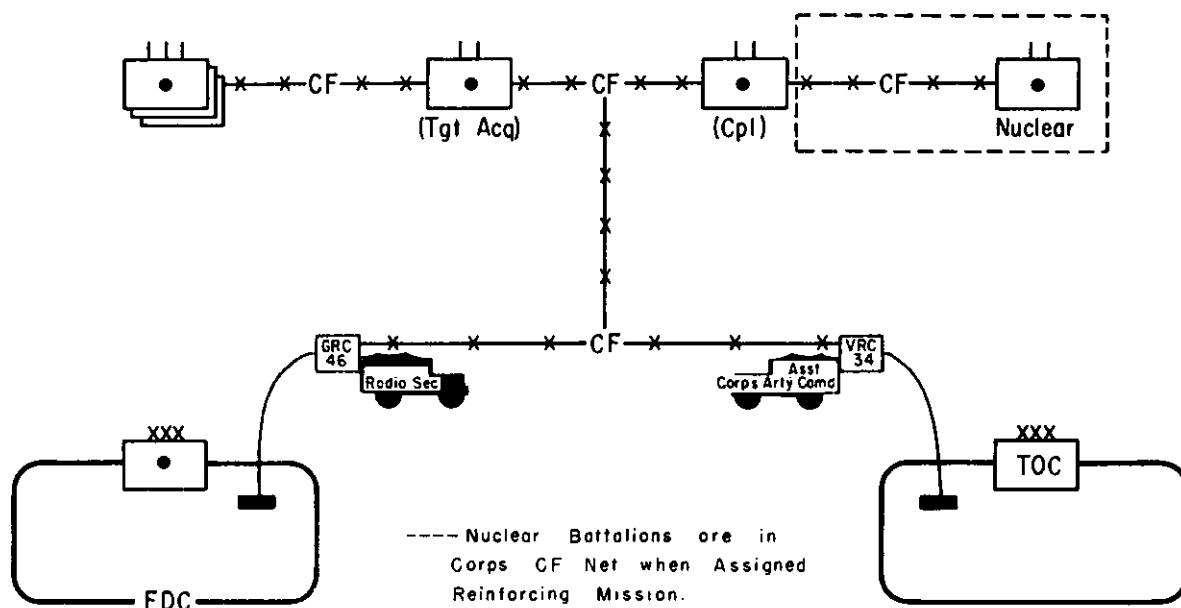 CF
CF
CF
(Tgt Acq)
(Cpl)
Nuclear
CF
GRC
46
VRC
34
Radio Sec
Asst
Corps Arty Comd
XXX
XXX
TOC
---- Nuclear Battalions are in
Corps CF Net when Assigned
Reinforcing Mission.
FDC